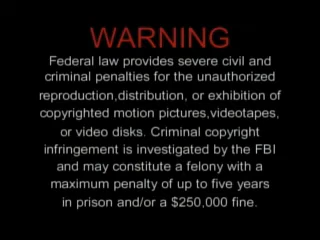 WARNING
Federal law provides severe civil and
criminal penalties for the unauthorized
reproduction,distribution, or exhibition of
copyrighted motion pictures,videotapes,
or video disks. Criminal copyright
infringement is investigated by the FBI
and may constitute a felony with a
maximum penalty of up to five years
in prison and/or a $250,000 fine.